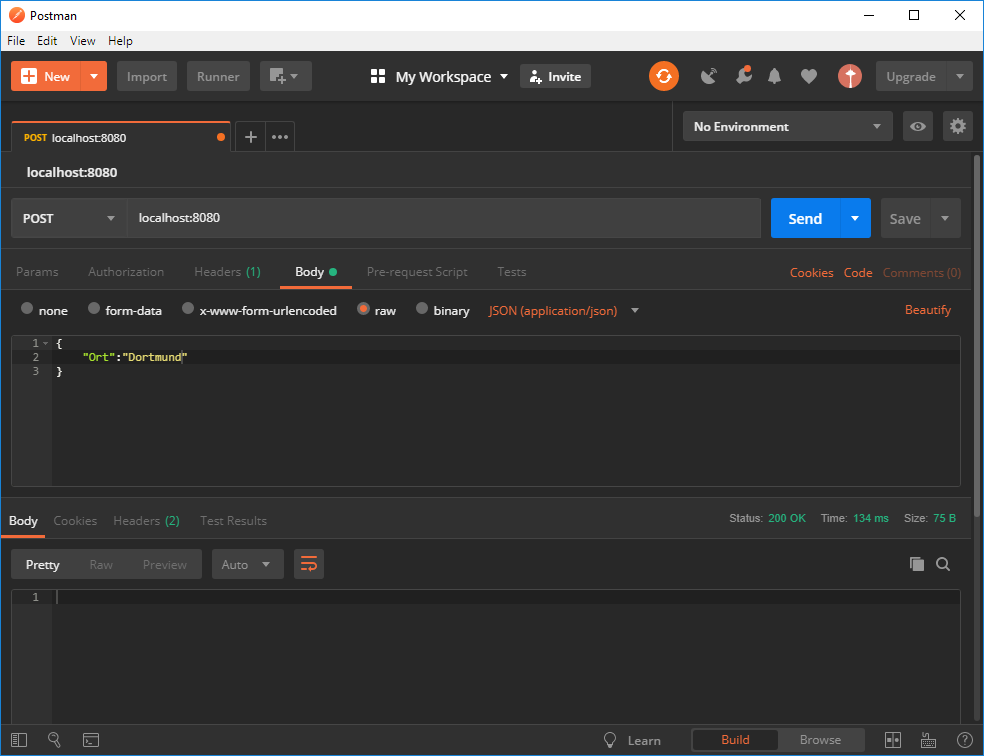 Postman
File Edit View Help
New Import Runner My Workspace Invite Upgrade
POST localhost:8080 No Environment
localhost:8080
POST localhost:8080 Send Save
Params Authorization Headers (1) Body Pre-request Script Tests Cookies Code Comments (0)
none form-data x-www-form-urlencoded raw binary JSON (application/json) Beautify
1 {
2 "Ort":"Dortmund"
3 }
Body Cookies Headers (2) Test Results Status: 200 OK Time: 134 ms Size: 75 B
Pretty Raw Preview Auto
1
Learn Build Browse